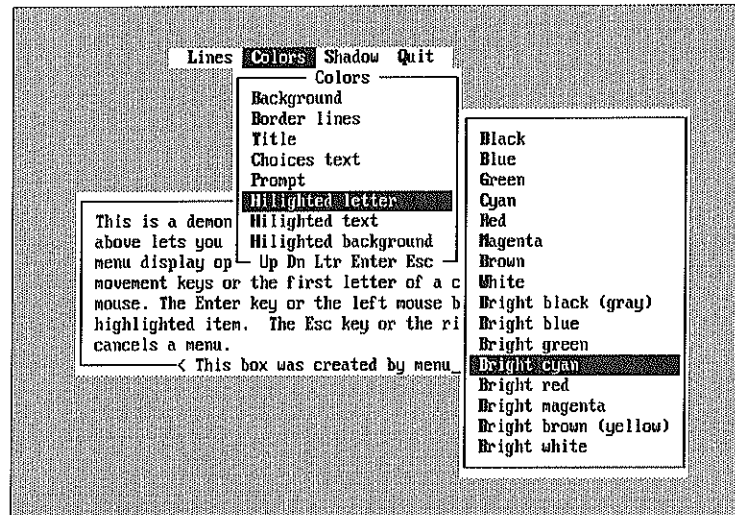 Lines Colors Shadow Quit
Colors
Background
Border lines
Title
Choices text
Prompt
Hilighted letter
Hilighted text
Hilighted background
Up Dn Ltr Enter Esc
Black
Blue
Green
Cyan
Red
Magenta
Brown
White
Bright black (gray)
Bright blue
Bright green
Bright cyan
Bright red
Bright magenta
Bright brown (yellow)
Bright white
This is a demon
above lets you
menu display op
movement keys or the first letter of a c
mouse. The Enter key or the left mouse b
highlighted item. The Esc key or the ri
cancels a menu.
< This box was created by menu_